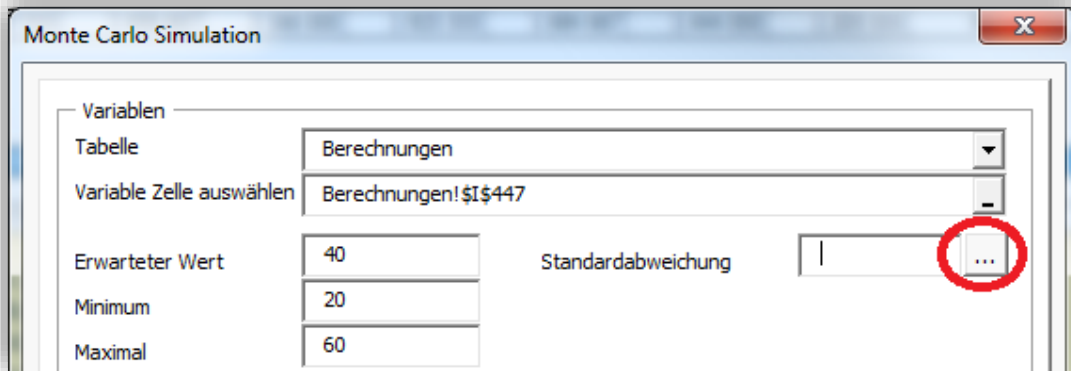 Monte Carlo Simulation
x
Variablen
Tabelle Berechnungen
Variable Zelle auswählen Berechnungen!$I$447
Erwarteter Wert 40 Standardabweichung ...
Minimum 20
Maximal 60